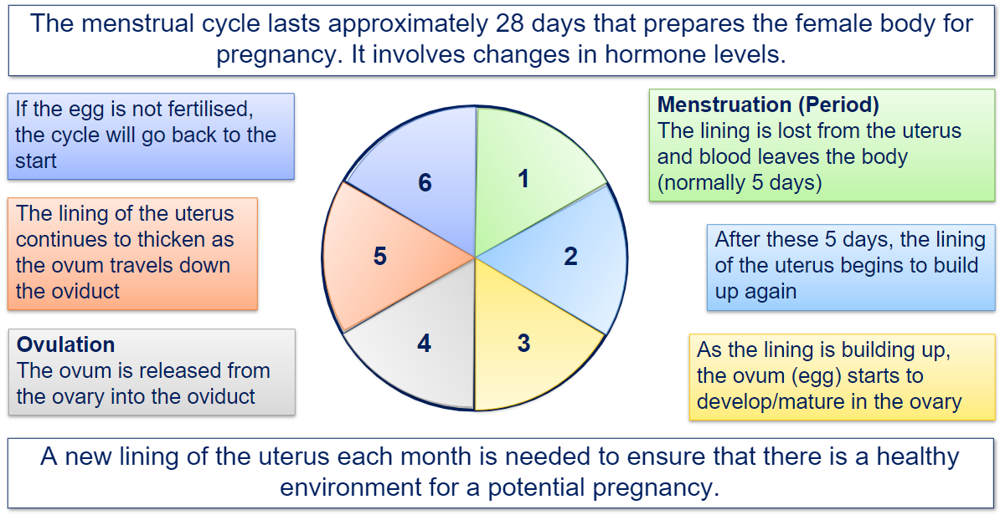 The menstrual cycle lasts approximately 28 days that prepares the female body for
pregnancy. It involves changes in hormone levels.
Menstruation (Period)
The lining is lost from the uterus
and blood leaves the body
(normally 5 days)
After these 5 days, the lining
of the uterus begins to build
up again
As the lining is building up,
the ovum (egg) starts to
develop/mature in the ovary
Ovulation
The ovum is released from
the ovary into the oviduct
The lining of the uterus
continues to thicken as
the ovum travels down
the oviduct
If the egg is not fertilised,
the cycle will go back to the
start
1
2
3
4
5
6
A new lining of the uterus each month is needed to ensure that there is a healthy
environment for a potential pregnancy.